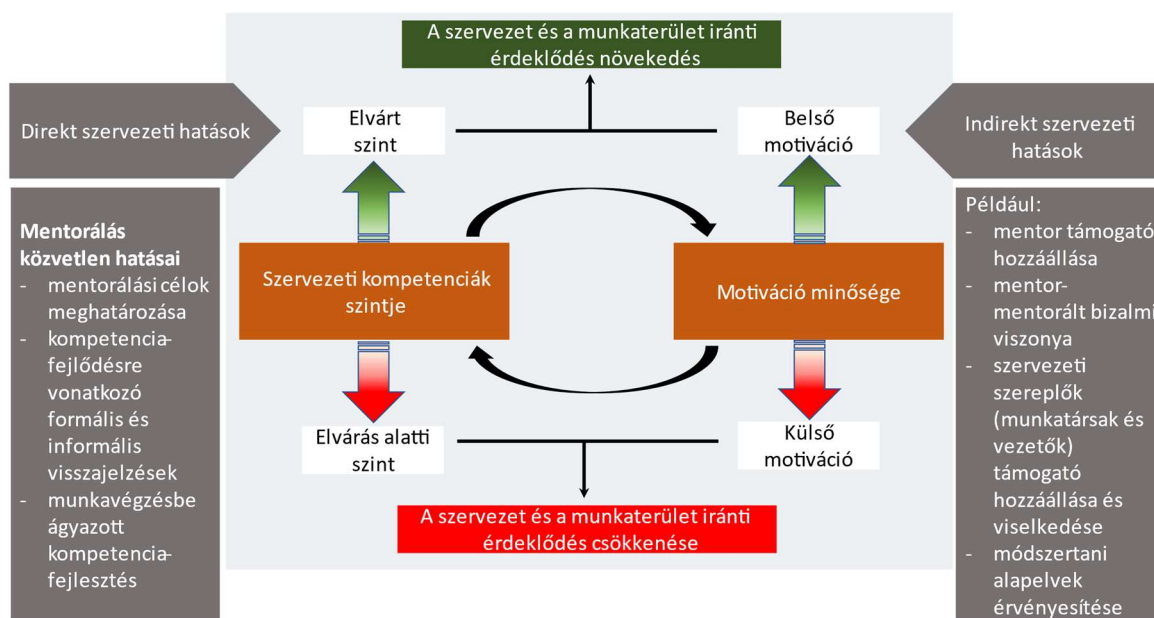 A szervezet és a munkaterület iránti
érdeklődés növekedés
Direkt szervezeti hatások
Elvárt
szint
Belső
motiváció
Indirekt szervezeti
hatások
Mentorálás
közvetlen hatásai
- mentorálási célok
meghatározása
- kompetencia-
fejlődésre
vonatkozó
formális és
informális
visszajelzések
- munkavégzésbe
ágyazott
kompetencia-
fejlesztés
Szervezeti kompetenciák
szintje
Motiváció minősége
Elvárás alatti
szint
Külső
motiváció
A szervezet és a munkaterület iránti
érdeklődés csökkenése
Például:
- mentor támogató
hozzáállása
- mentor-
mentorált bizalmi
viszonya
- szervezeti
szereplők
(munkatársak és
vezetők)
támogató
hozzáállása és
viselkedése
- módszertani
alapelvek
érvényesítése